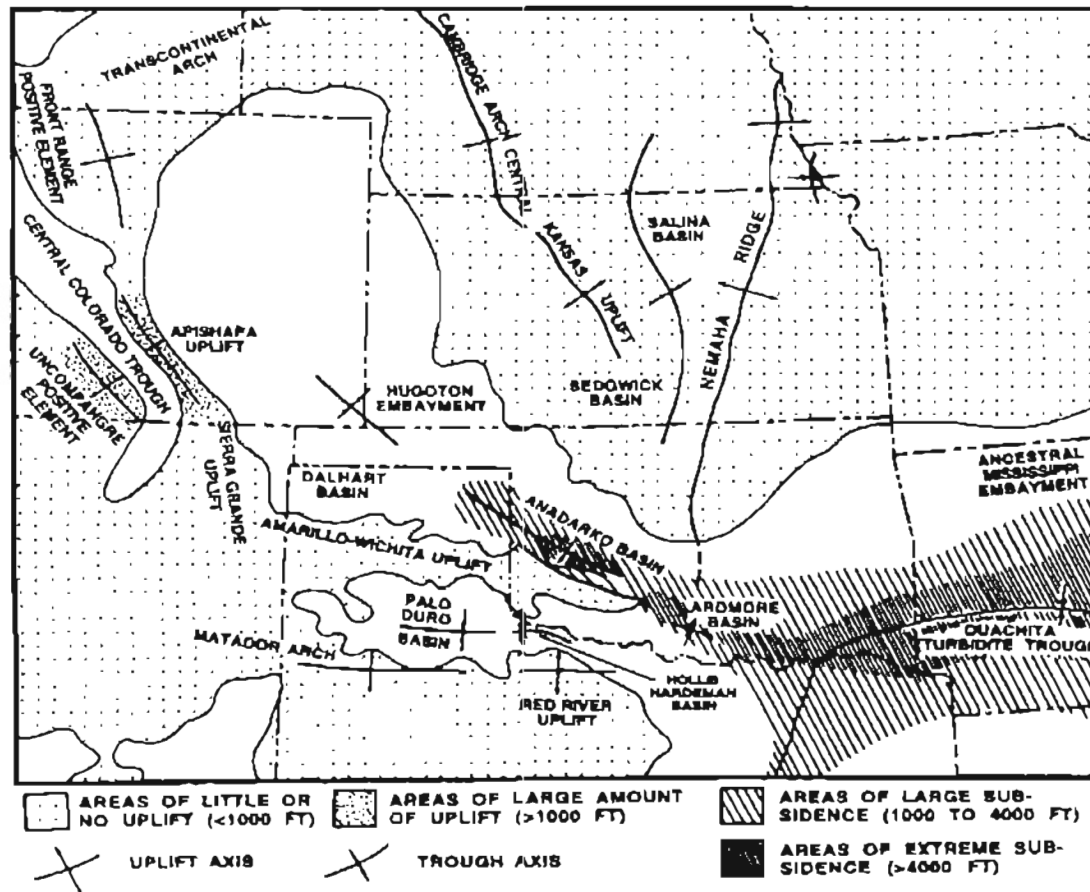 TRANSCONTINENTAL
ARCH
FRONT RANGE
POSITIVE ELEMENT
CAMBRIDGE ARCH CENTRAL
KANSAS
UPLIFT
SALINA
BASIN
NEMAHA
RIDGE
CENTRAL COLORADO TROUGH
APISHAPA
UPLIFT
UNCOMPANGRE
POSITIVE
ELEMENT
HUGOTON
EMBAYMENT
SEDGWICK
BASIN
SIERRA GRANDE
UPLIFT
DALHART
BASIN
ANADARKO BASIN
ANCESTRAL
MISSISSIPPI
EMBAYMENT
AMARILLO-WICHITA UPLIFT
PALO
DURO
BASIN
ARDMORE
BASIN
OUACHITA
TURBIDITE TROUGH
MATADOR ARCH
HOLLIS
HARDEMAN
BASIN
RED RIVER
UPLIFT
AREAS OF LITTLE OR
NO UPLIFT (<1000 FT)
AREAS OF LARGE AMOUNT
OF UPLIFT (>1000 FT)
AREAS OF LARGE SUB-
SIDENCE (1000 TO 4000 FT)
UPLIFT AXIS
TROUGH AXIS
AREAS OF EXTREME SUB-
SIDENCE (>4000 FT)